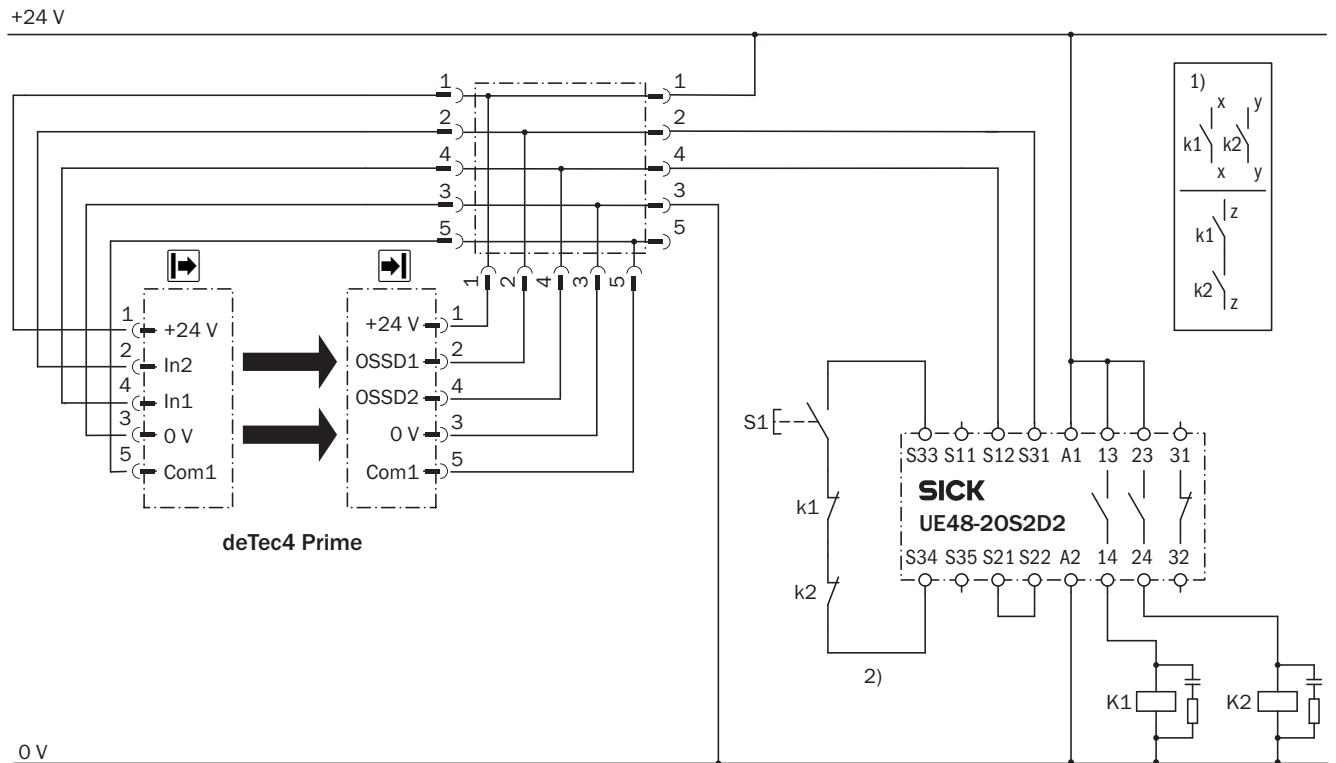 +24 V
1
2
4
3
5
1
2
4
3
5
1
2
4
3
5
1)
x
y
k1
k2
x
y
z
k1
k2
z
1
+24 V
2
In2
4
In1
3
0 V
5
Com1
+24 V
1
OSSD1
2
OSSD2
4
0 V
3
Com1
5
deTec4 Prime
S1
k1
k2
2)
S33 S11 S12 S31 A1 13 23 31
SICK
UE48-20S2D2
S34 S35 S21 S22 A2 14 24 32
K1
K2
0 V